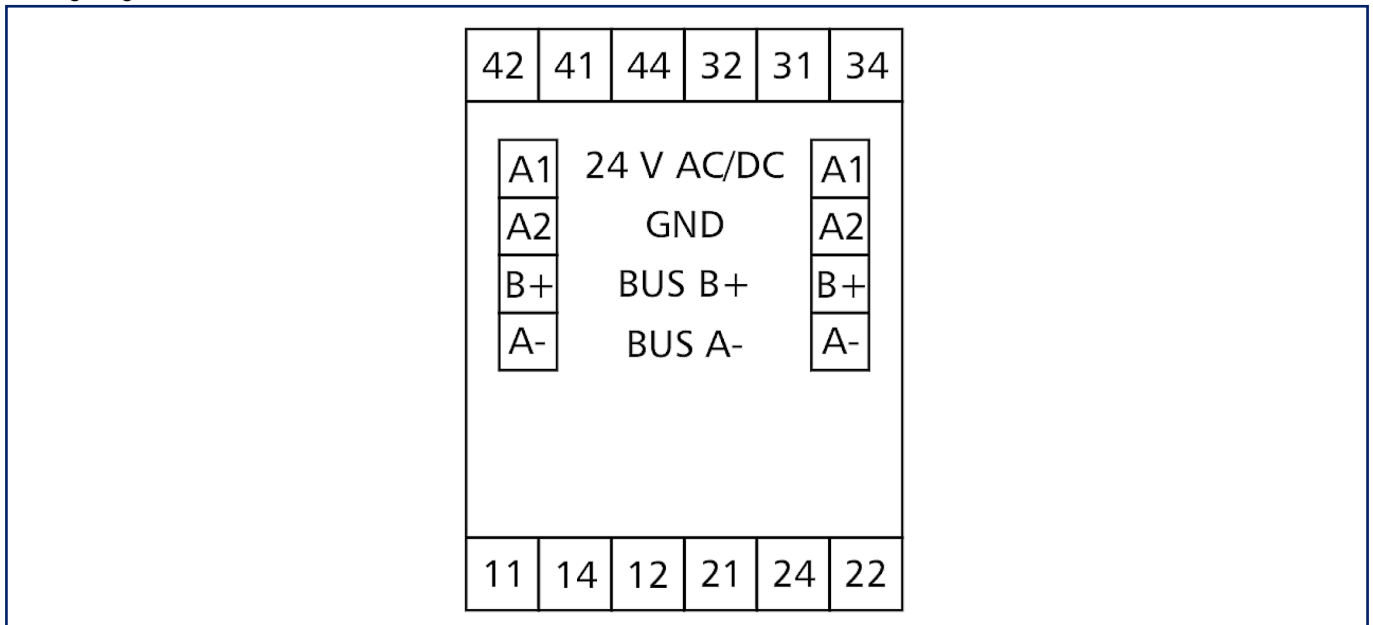 42 41 44 32 31 34
A1 24 V AC/DC A1
A2 GND A2
B+ BUS B+ B+
A- BUS A- A-
11 14 12 21 24 22